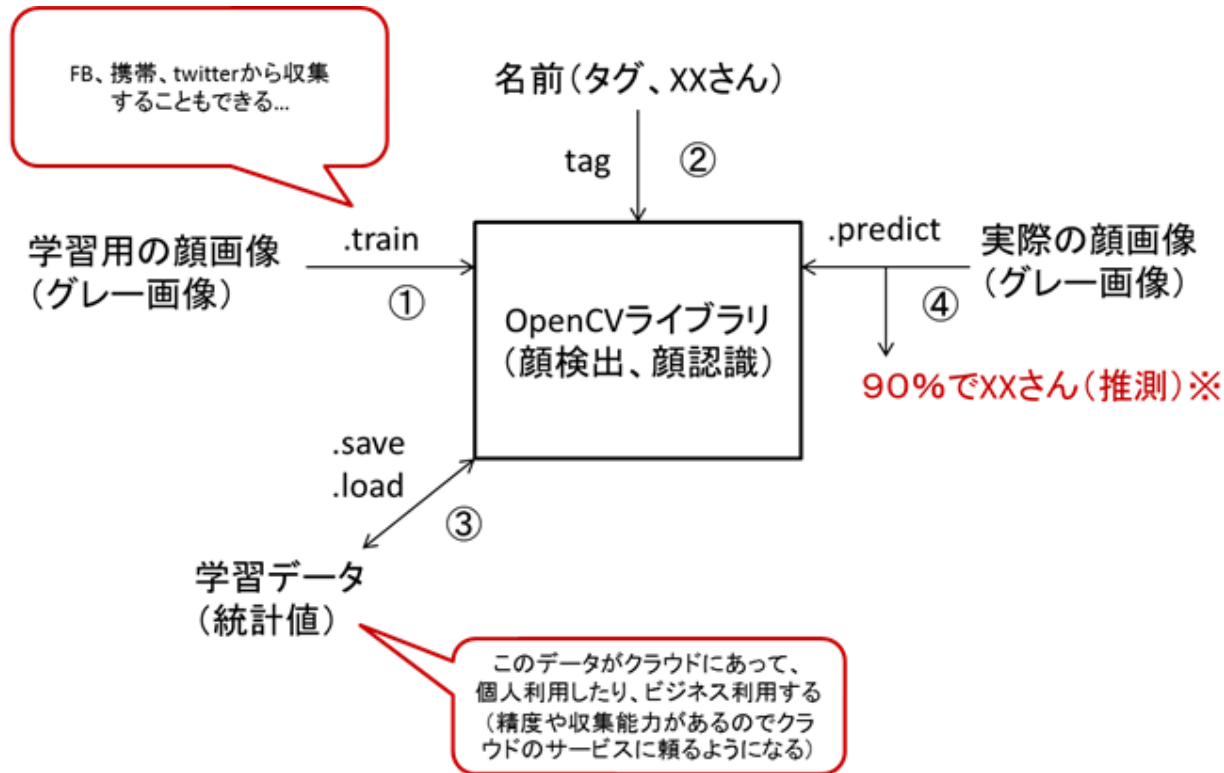 FB、携帯、twitterから収集
することもできる...
名前(タグ、XXさん)
tag
②
学習用の顔画像
(グレー画像)
.train
①
OpenCVライブラリ
(顔検出、顔認識)
.predict
④
実際の顔画像
(グレー画像)
90%でXXさん(推測)※
.save
.load
③
学習データ
(統計値)
このデータがクラウドにあって、
個人利用したり、ビジネス利用する
(精度や収集能力があるのでクラ
ウドのサービスに頼るようになる)